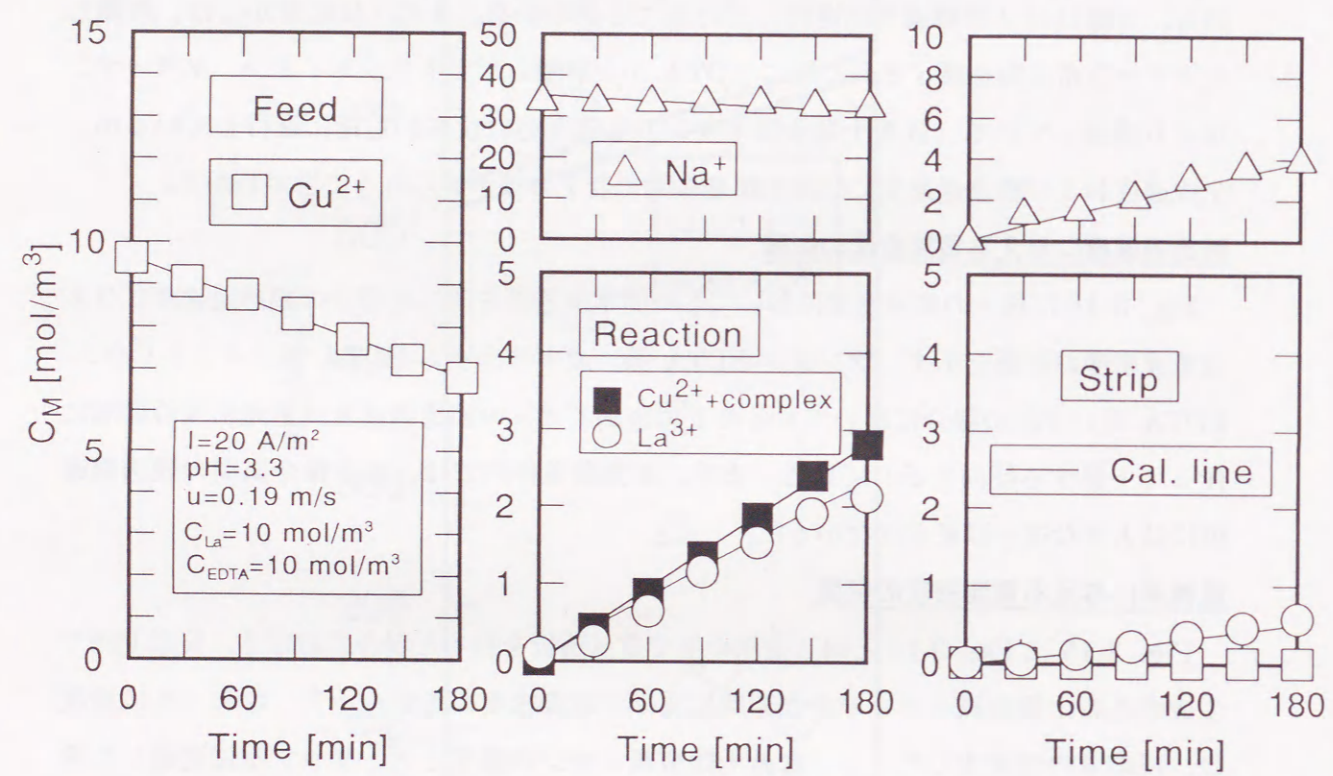 15
10
5
0
C_M [mol/m³]
Feed
Cu²⁺
I=20 A/m²
pH=3.3
u=0.19 m/s
C_La=10 mol/m³
C_EDTA=10 mol/m³
0 60 120 180
Time [min]
50
40
30
20
10
0
Na⁺
5
4
3
2
1
0
Reaction
Cu²⁺+complex
La³⁺
0 60 120 180
Time [min]
10
8
6
4
2
0
5
4
3
2
1
0
Strip
Cal. line
0 60 120 180
Time [min]